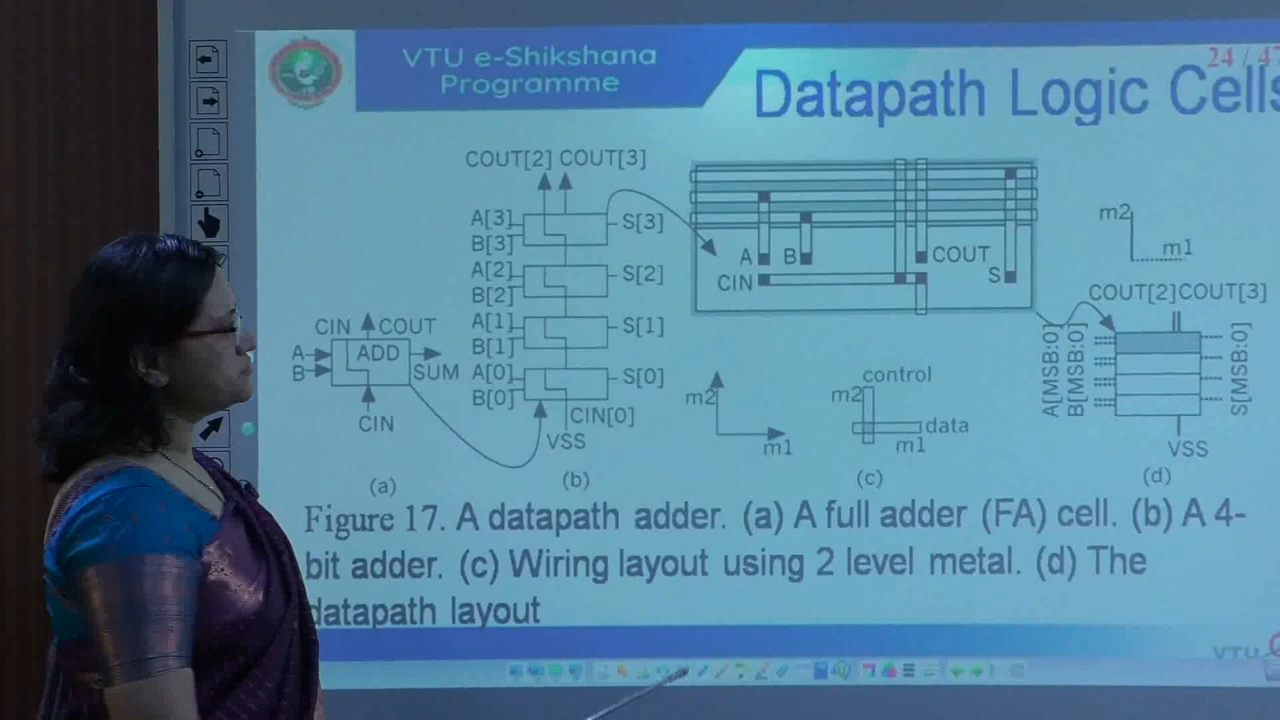 VTU e-Shikshana
Programme
24 / 47
Datapath Logic Cells
COUT[2] COUT[3]
A[3]
B[3]
S[3]
A[2]
B[2]
S[2]
A[1]
B[1]
S[1]
A[0]
B[0]
S[0]
CIN[0]
VSS
(b)
CIN COUT
A
B
ADD
SUM
CIN
(a)
A B COUT
CIN S
m2
m1
control
m2
data
m1
(c)
m2
m1
COUT[2]COUT[3]
A[MSB:0]
B[MSB:0]
S[MSB:0]
VSS
(d)
Figure 17. A datapath adder. (a) A full adder (FA) cell. (b) A 4-
bit adder. (c) Wiring layout using 2 level metal. (d) The
datapath layout
VTU